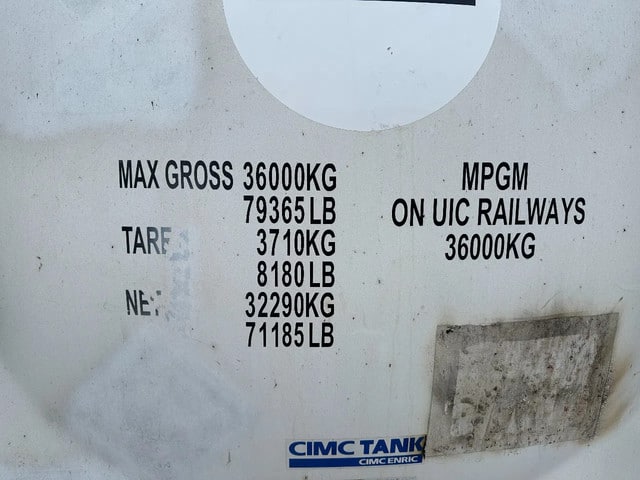 MAX GROSS 36000KG
79365 LB
TARE 3710KG
8180 LB
NET 32290KG
71185 LB
MPGM
ON UIC RAILWAYS
36000KG
CIMC TANK
CIMC ENRIC